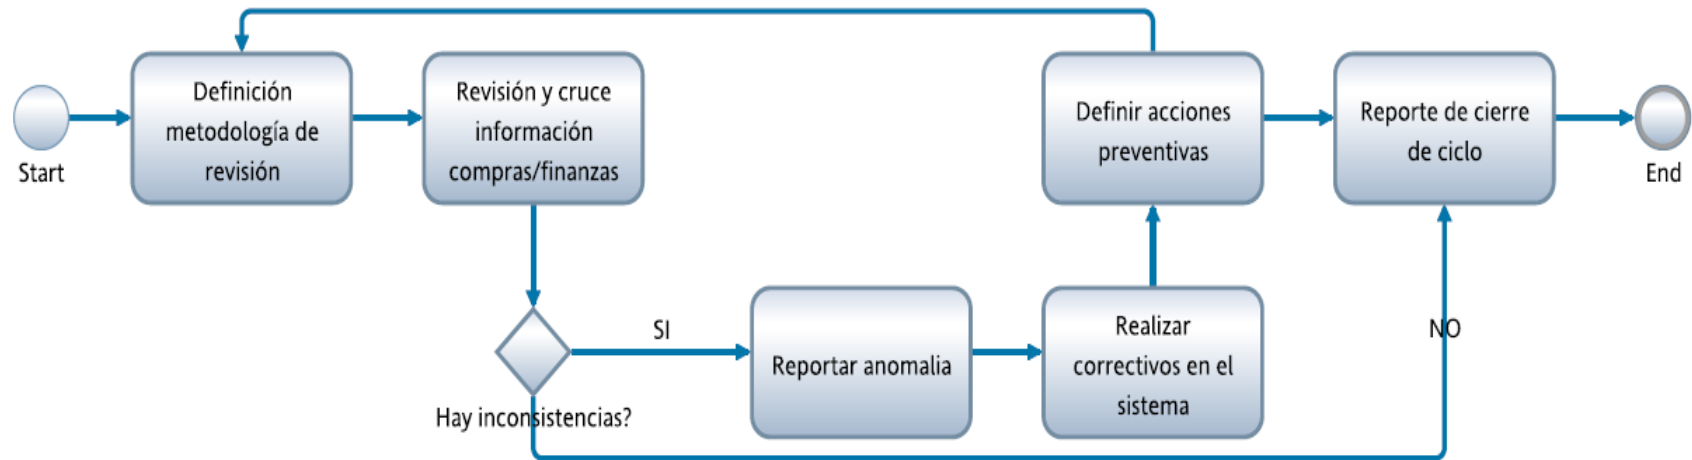 Start
Definición
metodología de
revisión
Revisión y cruce
información
compras/finanzas
Hay inconsistencias?
SI
Reportar anomalia
Realizar
correctivos en el
sistema
Definir acciones
preventivas
NO
Reporte de cierre
de ciclo
End